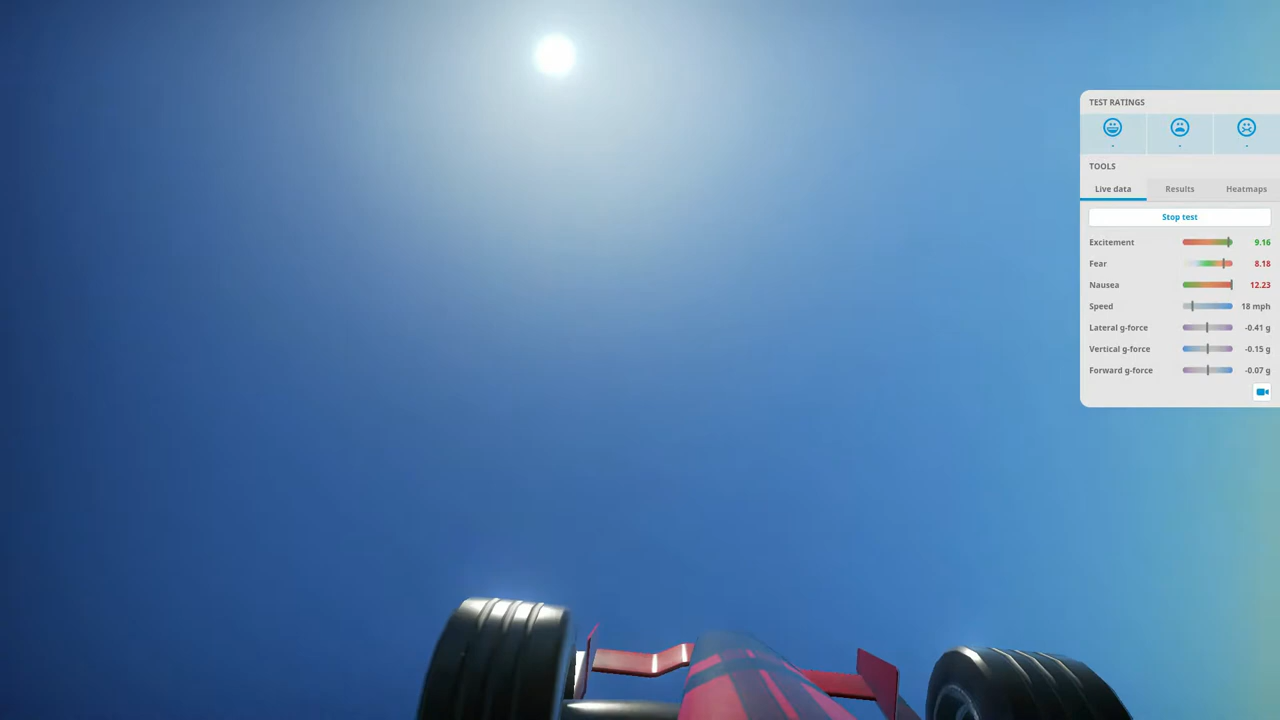 TEST RATINGS
- - -
TOOLS
Live data Results Heatmaps
Stop test
Excitement 9.16
Fear 8.18
Nausea 12.23
Speed 18 mph
Lateral g-force -0.41 g
Vertical g-force -0.15 g
Forward g-force -0.07 g